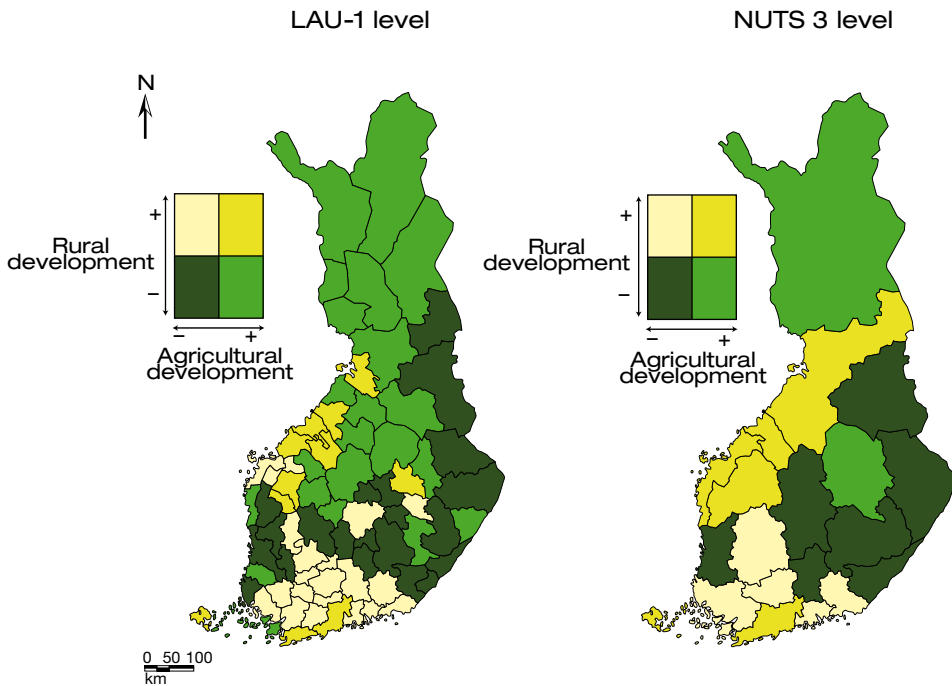 LAU-1 level
NUTS 3 level
N
+
Rural
development
−
− +
Agricultural
development
+
Rural
development
−
− +
Agricultural
development
0 50 100
km